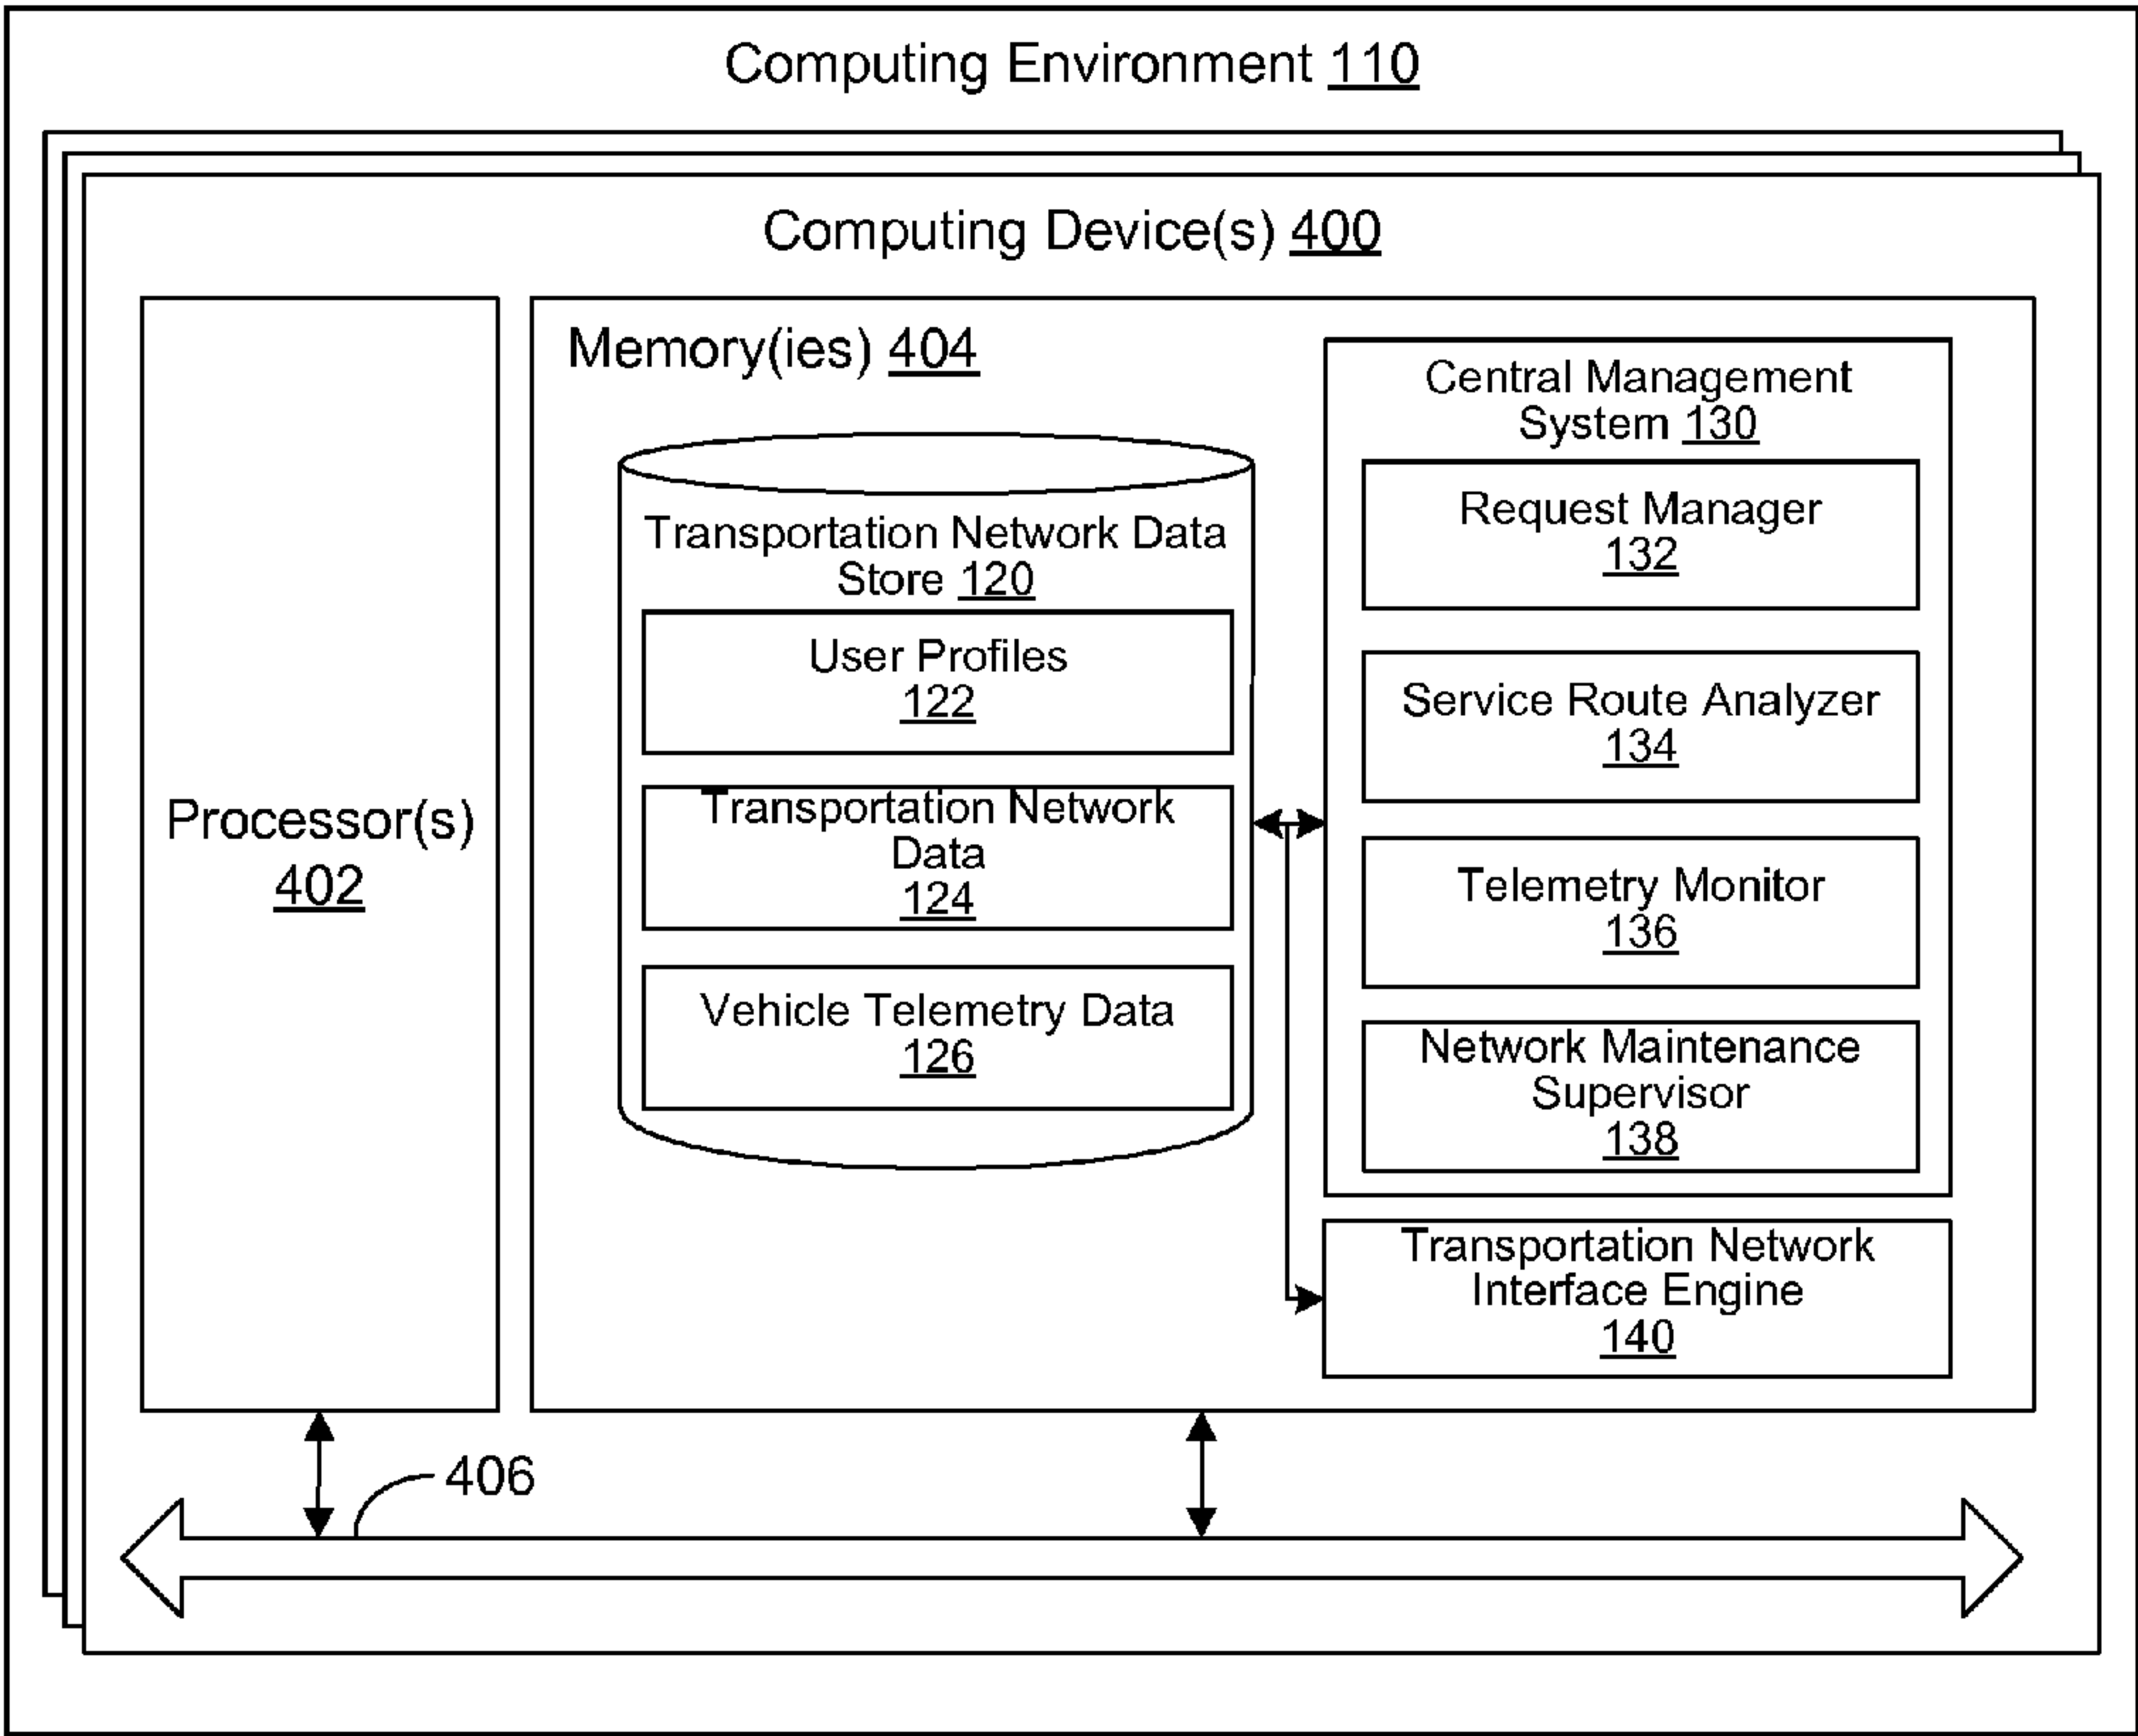 Computing Environment 110
Computing Device(s) 400
Processor(s)
402
Memory(ies) 404
Transportation Network Data
Store 120
User Profiles
122
Transportation Network
Data
124
Vehicle Telemetry Data
126
Central Management
System 130
Request Manager
132
Service Route Analyzer
134
Telemetry Monitor
136
Network Maintenance
Supervisor
138
Transportation Network
Interface Engine
140
406